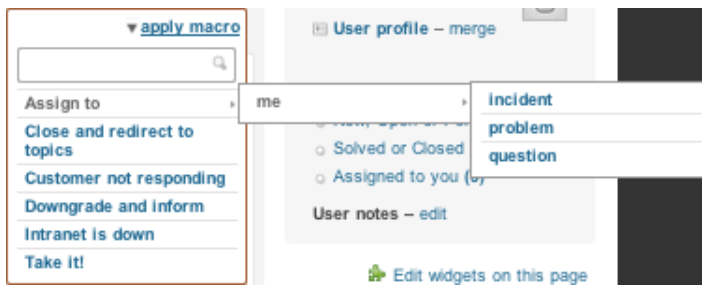 ▾ apply macro
Assign to
Close and redirect to
topics
Customer not responding
Downgrade and inform
Intranet is down
Take it!
me
incident
problem
question
User profile – merge
Solved or Closed
Assigned to you
User notes – edit
Edit widgets on this page